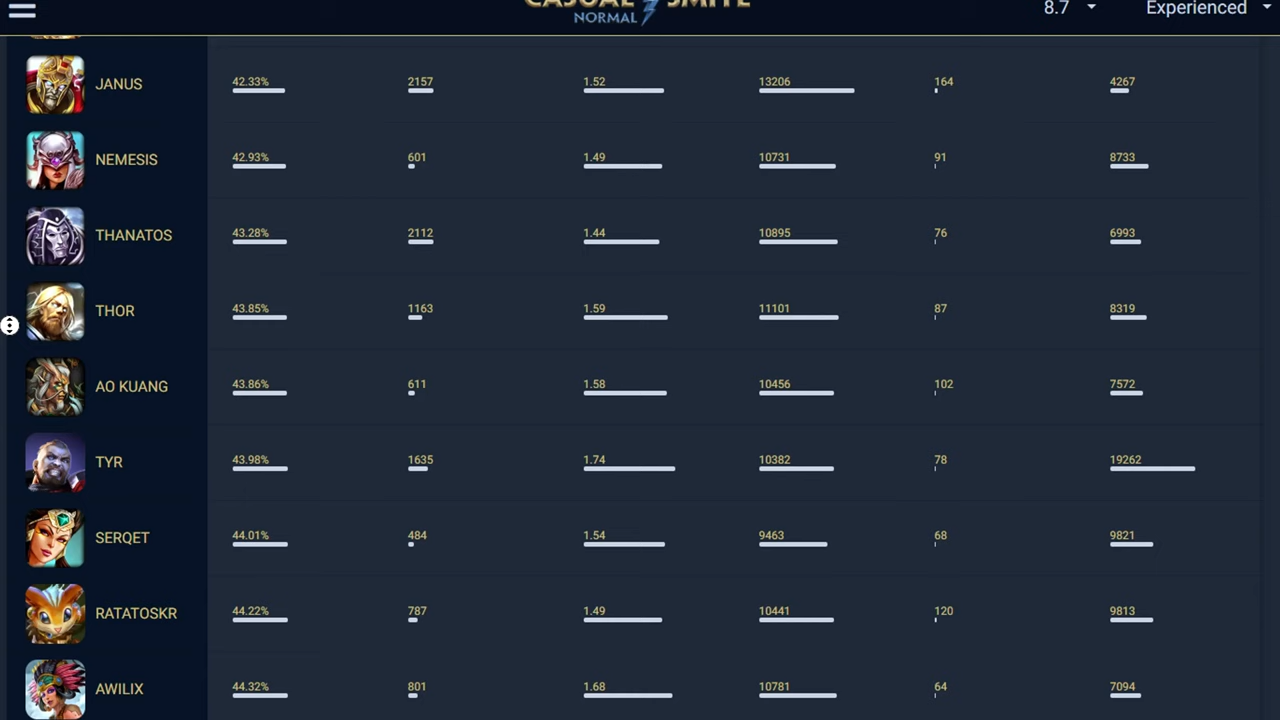 CASUAL SMITE
NORMAL
8.7
Experienced
JANUS 42.33% 2157 1.52 13206 164 4267
NEMESIS 42.93% 601 1.49 10731 91 8733
THANATOS 43.28% 2112 1.44 10895 76 6993
THOR 43.85% 1163 1.59 11101 87 8319
AO KUANG 43.86% 611 1.58 10456 102 7572
TYR 43.98% 1635 1.74 10382 78 19262
SERQET 44.01% 484 1.54 9463 68 9821
RATATOSKR 44.22% 787 1.49 10441 120 9813
AWILIX 44.32% 801 1.68 10781 64 7094